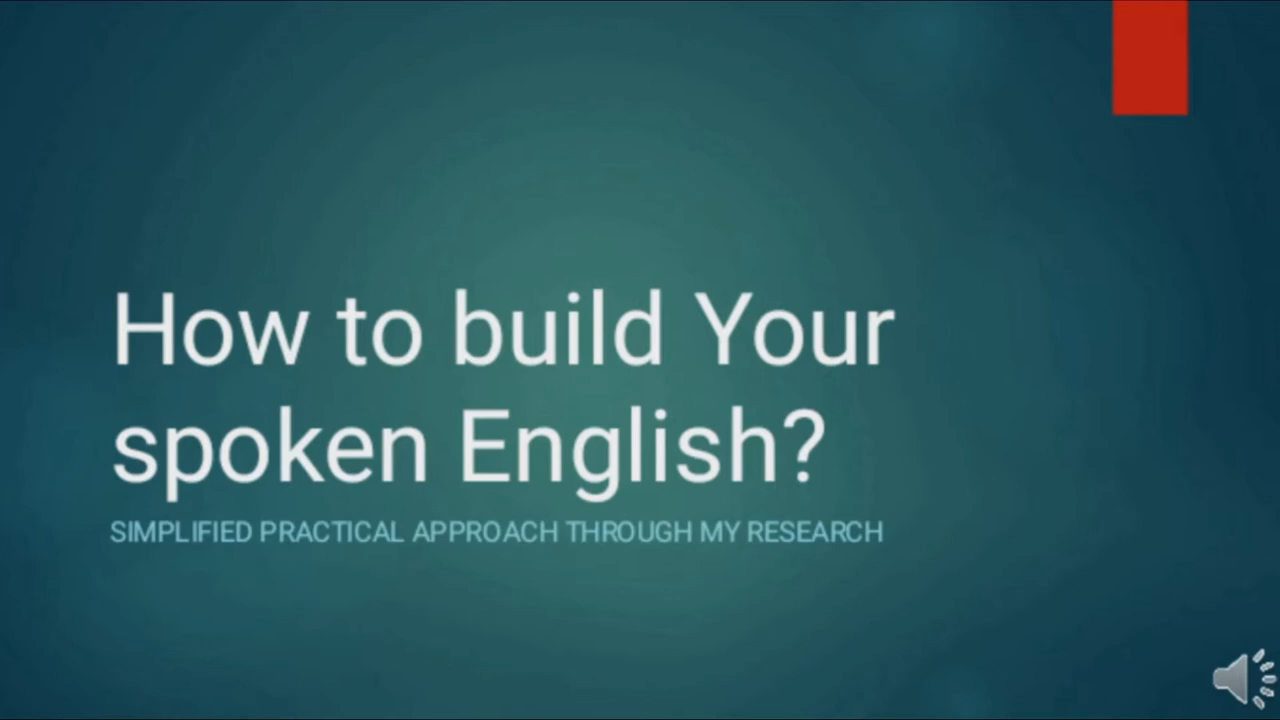 How to build Your
spoken English?
SIMPLIFIED PRACTICAL APPROACH THROUGH MY RESEARCH